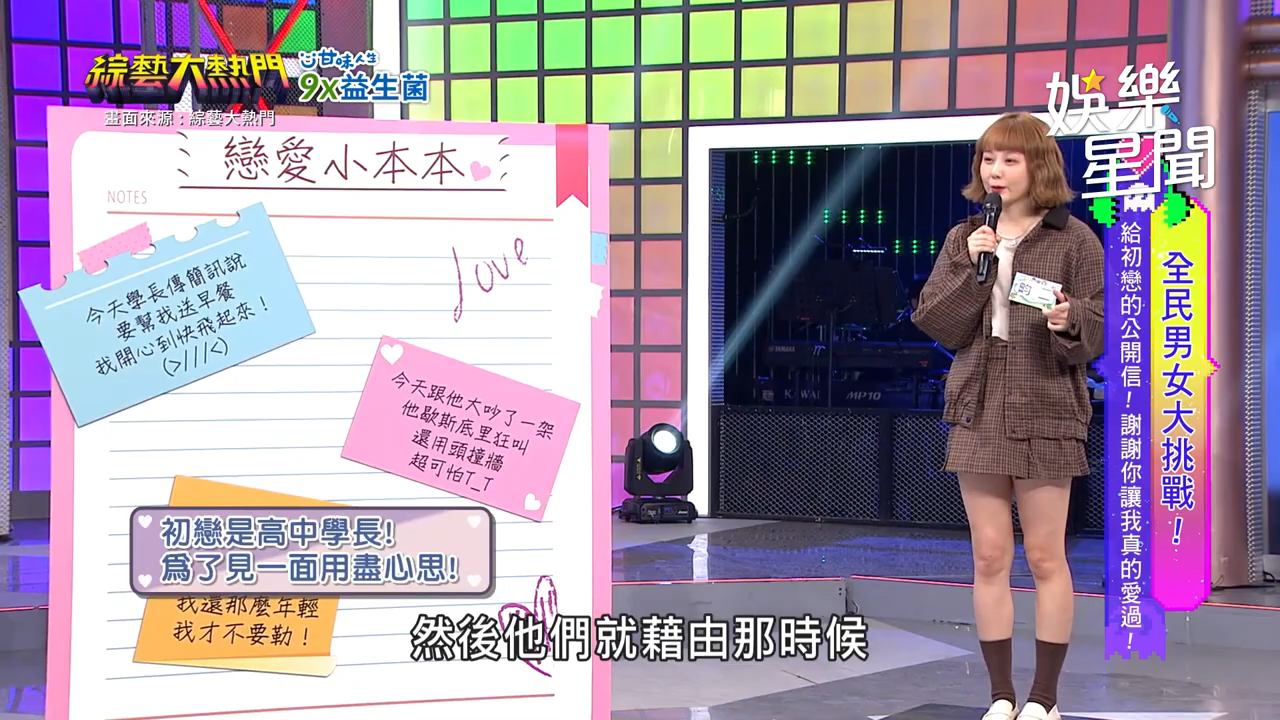 綜藝大熱門
甘味人生
9x益生菌
畫面來源：綜藝大熱門
娛樂
星聞
戀愛小本本
NOTES
Love
今天學長傳簡訊說
要幫我送早餐
我開心到快飛起來！
(>///<)
今天跟他大吵了一架
他歇斯底里狂叫
還用頭撞牆
超可怕T_T
初戀是高中學長!
為了見一面用盡心思!
我還那麼年輕
我才不要勒！
然後他們就藉由那時候
全民男女大挑戰！
給初戀的公開信！謝謝你讓我真的愛過！
YAMAHA
KAWAI
MP10